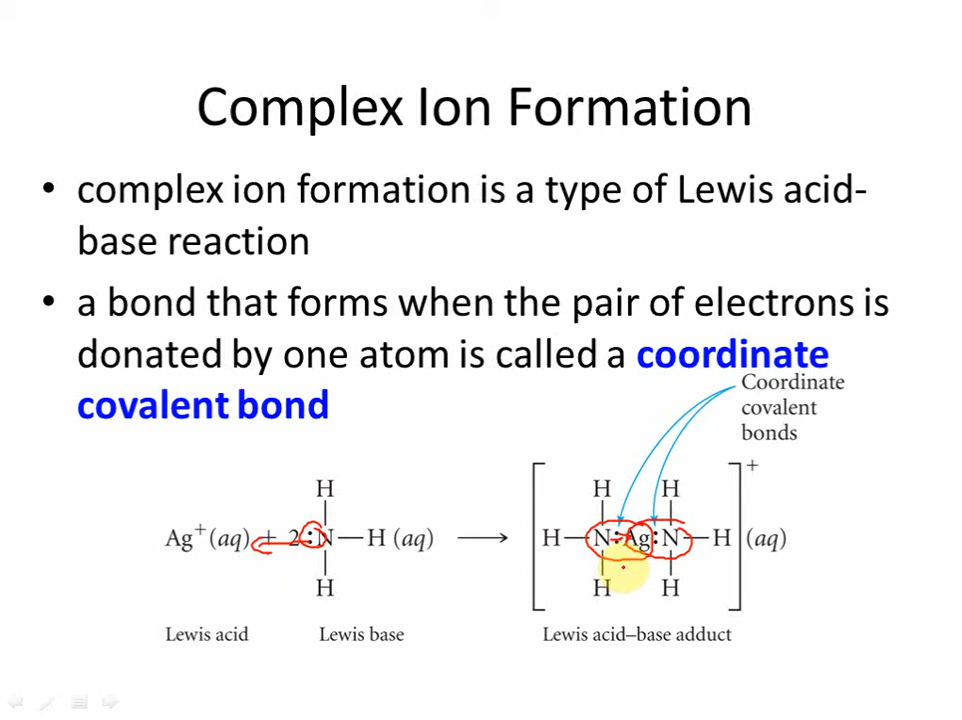 Complex Ion Formation
• complex ion formation is a type of Lewis acid-
base reaction
• a bond that forms when the pair of electrons is
donated by one atom is called a coordinate
covalent bond
Coordinate
covalent
bonds
H H H
Ag⁺(aq) + 2 :N—H (aq) ⟶ [H—N:Ag:N—H]⁺ (aq)
H H H
Lewis acid Lewis base Lewis acid–base adduct